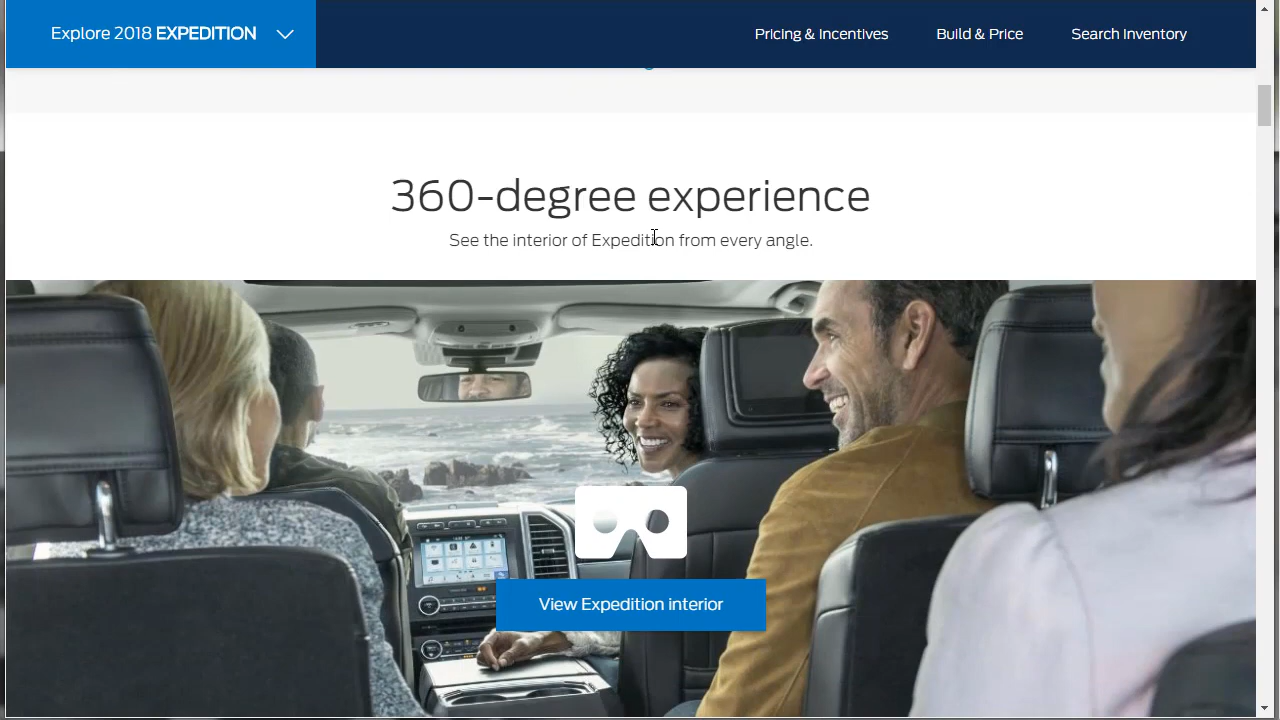 Explore 2018 EXPEDITION
Pricing & Incentives
Build & Price
Search Inventory
360-degree experience
See the interior of Expedition from every angle.
View Expedition interior